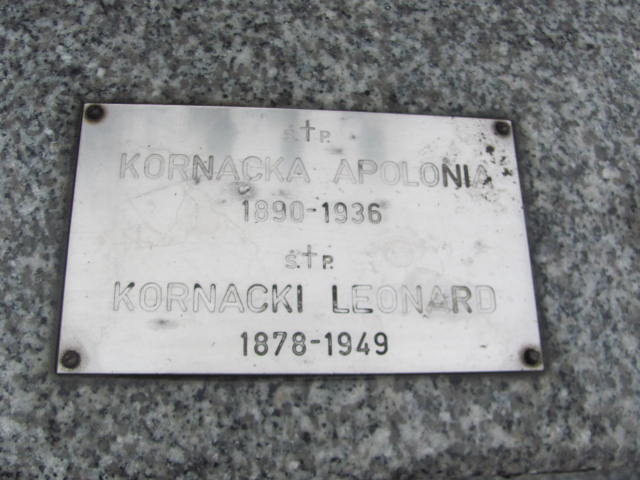 Ś†P.
KORNACKA APOLONIA
1890-1936
Ś†P.
KORNACKI LEONARD
1878-1949